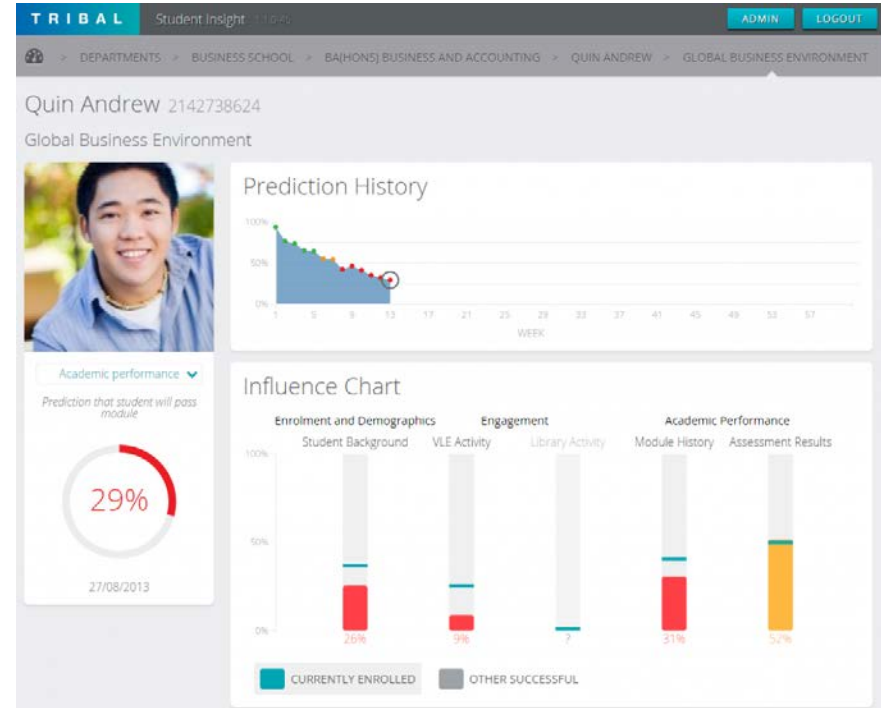 TRIBAL Student Insight ADMIN LOGOUT
> DEPARTMENTS > BUSINESS SCHOOL > BA(HONS) BUSINESS AND ACCOUNTING > QUIN ANDREW > GLOBAL BUSINESS ENVIRONMENT
Quin Andrew 2142738624
Global Business Environment
Academic performance
Prediction that student will pass
module
29%
27/08/2013
Prediction History
100%
50%
0%
1 5 9 13 17 21 25 29 33 37 41 45 49 53 57
WEEK
Influence Chart
Enrolment and Demographics Engagement Academic Performance
Student Background VLE Activity Library Activity Module History Assessment Results
100%
50%
0%
26% 9% ? 31% 52%
CURRENTLY ENROLLED OTHER SUCCESSFUL